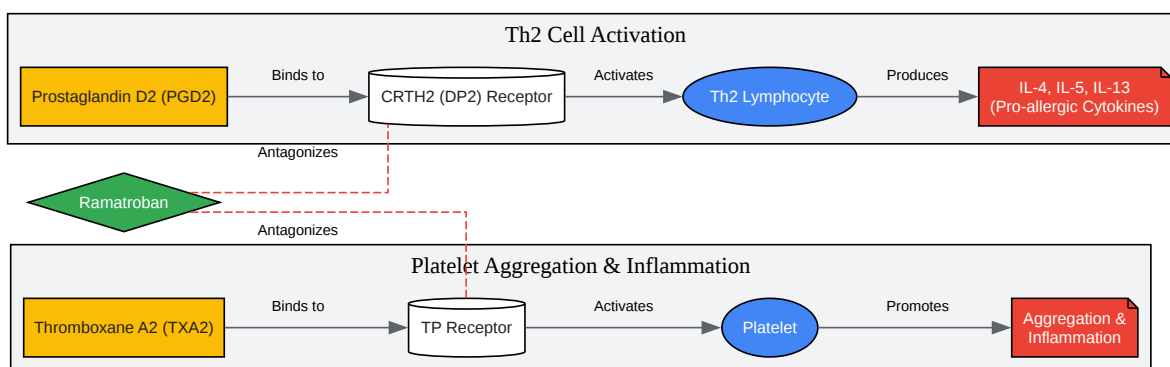 Th2 Cell Activation
Prostaglandin D2 (PGD2)
Binds to
CRTH2 (DP2) Receptor
Activates
Th2 Lymphocyte
Produces
IL-4, IL-5, IL-13
(Pro-allergic Cytokines)
Antagonizes
Ramatroban
Antagonizes
Platelet Aggregation & Inflammation
Thromboxane A2 (TXA2)
Binds to
TP Receptor
Activates
Platelet
Promotes
Aggregation &
Inflammation